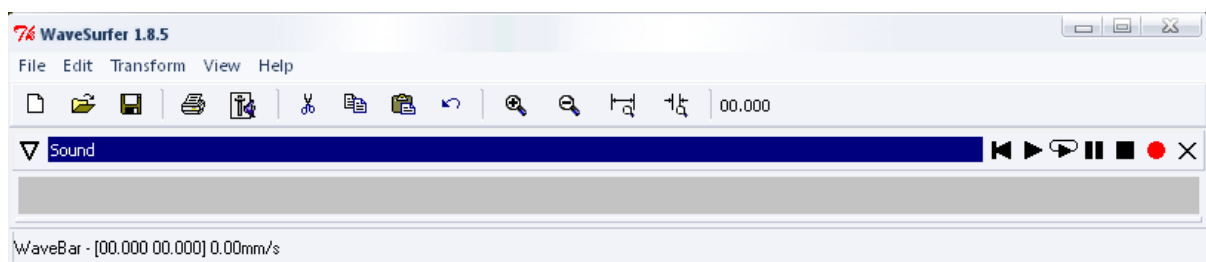 WaveSurfer 1.8.5
File Edit Transform View Help
00.000
Sound
WaveBar - [00.000 00.000] 0.00mm/s